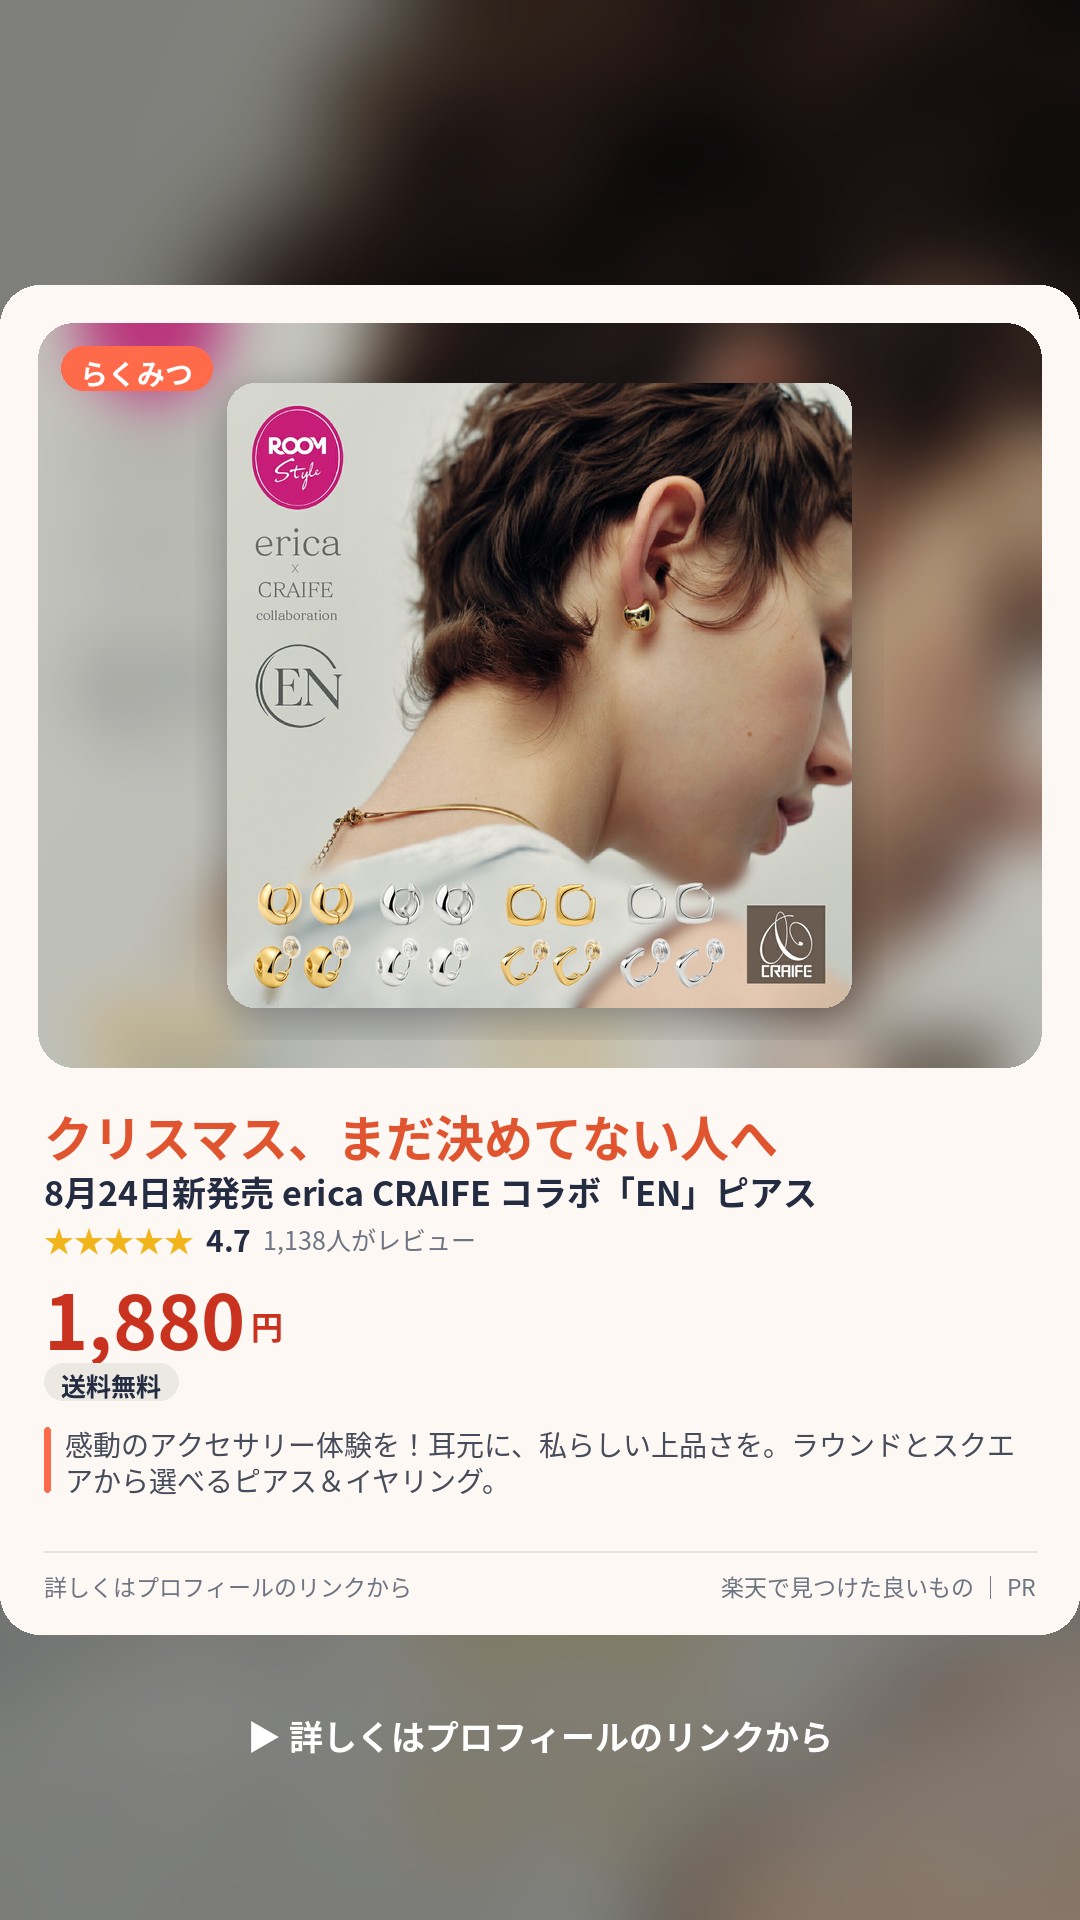 らくみつ
ROOM
Style
erica
x
CRAIFE
collaboration
EN
CRAIFE
クリスマス、まだ決めてない人へ
8月24日新発売 erica CRAIFE コラボ「EN」ピアス
★★★★★ 4.7 1,138人がレビュー
1,880円
送料無料
感動のアクセサリー体験を！耳元に、私らしい上品さを。ラウンドとスクエ
アから選べるピアス＆イヤリング。
詳しくはプロフィールのリンクから
楽天で見つけた良いもの ｜ PR
▶ 詳しくはプロフィールのリンクから